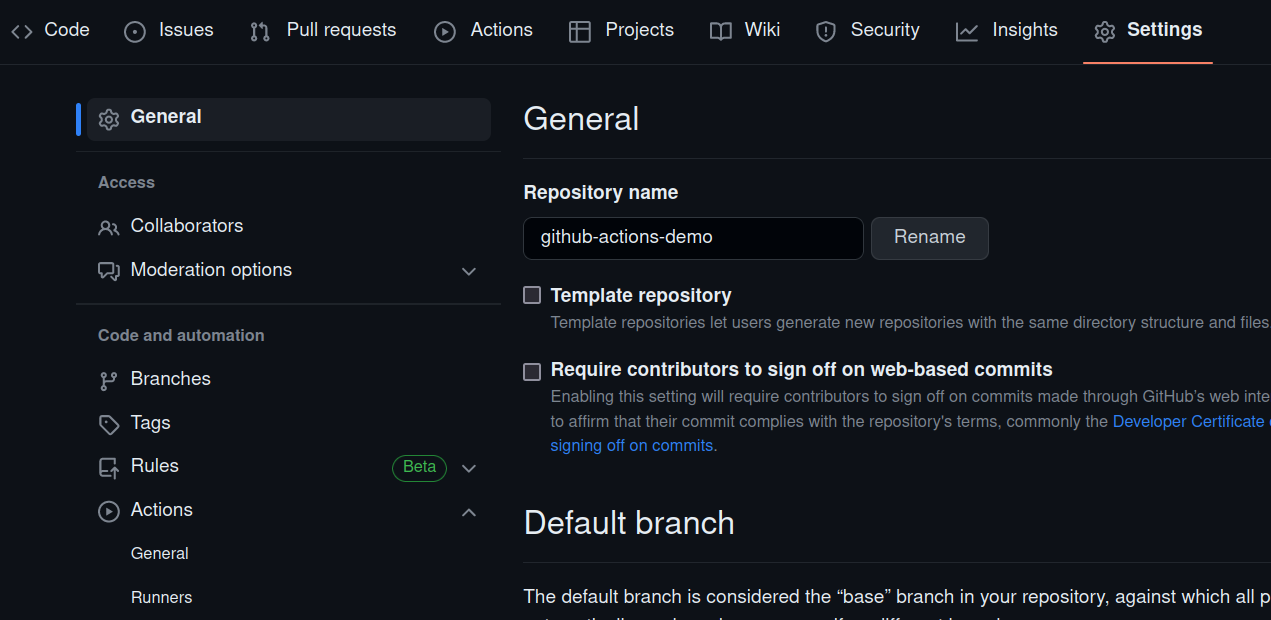 Code Issues Pull requests Actions Projects Wiki Security Insights Settings
General
Access
Collaborators
Moderation options
Code and automation
Branches
Tags
Rules Beta
Actions
General
Runners
General
Repository name
github-actions-demo Rename
Template repository
Template repositories let users generate new repositories with the same directory structure and files
Require contributors to sign off on web-based commits
Enabling this setting will require contributors to sign off on commits made through GitHub's web inte
to affirm that their commit complies with the repository's terms, commonly the Developer Certificate
signing off on commits.
Default branch
The default branch is considered the “base” branch in your repository, against which all p